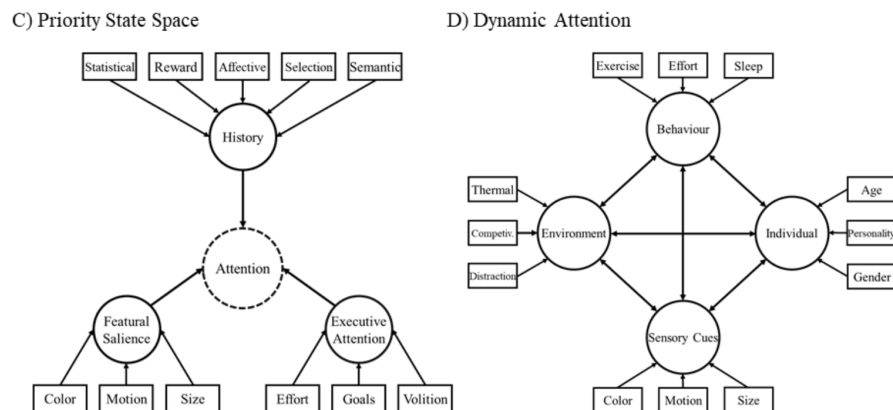 C) Priority State Space
D) Dynamic Attention
Statistical
Reward
Affective
Selection
Semantic
History
Attention
Featural
Salience
Executive
Attention
Color
Motion
Size
Effort
Goals
Volition
Exercise
Effort
Sleep
Behaviour
Thermal
Competiv.
Distraction
Environment
Individual
Age
Personality
Gender
Sensory Cues
Color
Motion
Size